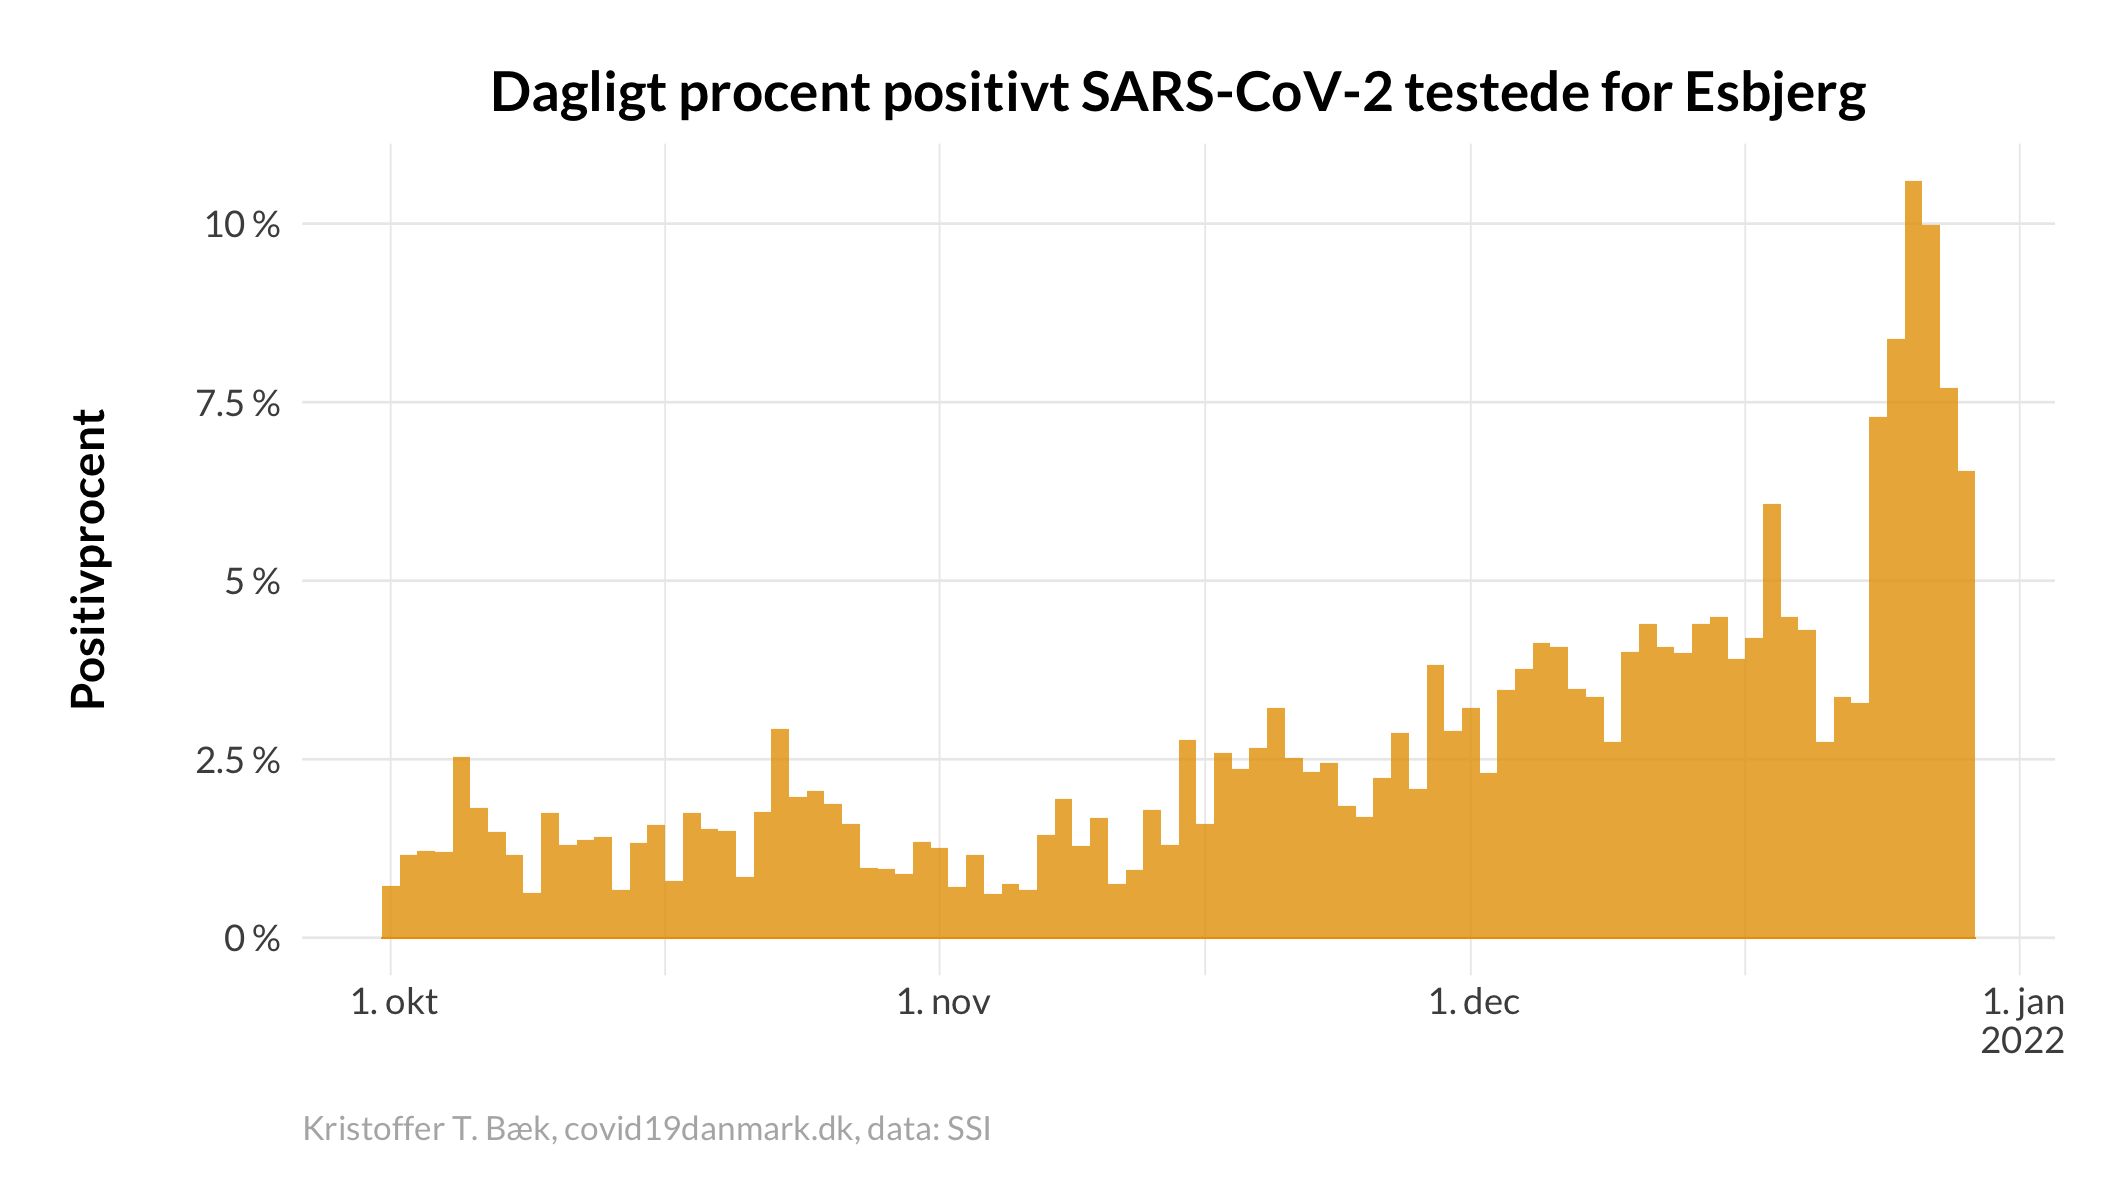 Dagligt procent positivt SARS-CoV-2 testede for Esbjerg
Positivprocent
10 %
7.5 %
5 %
2.5 %
0 %
1. okt
1. nov
1. dec
1. jan
2022
Kristoffer T. Bæk, covid19danmark.dk, data: SSI